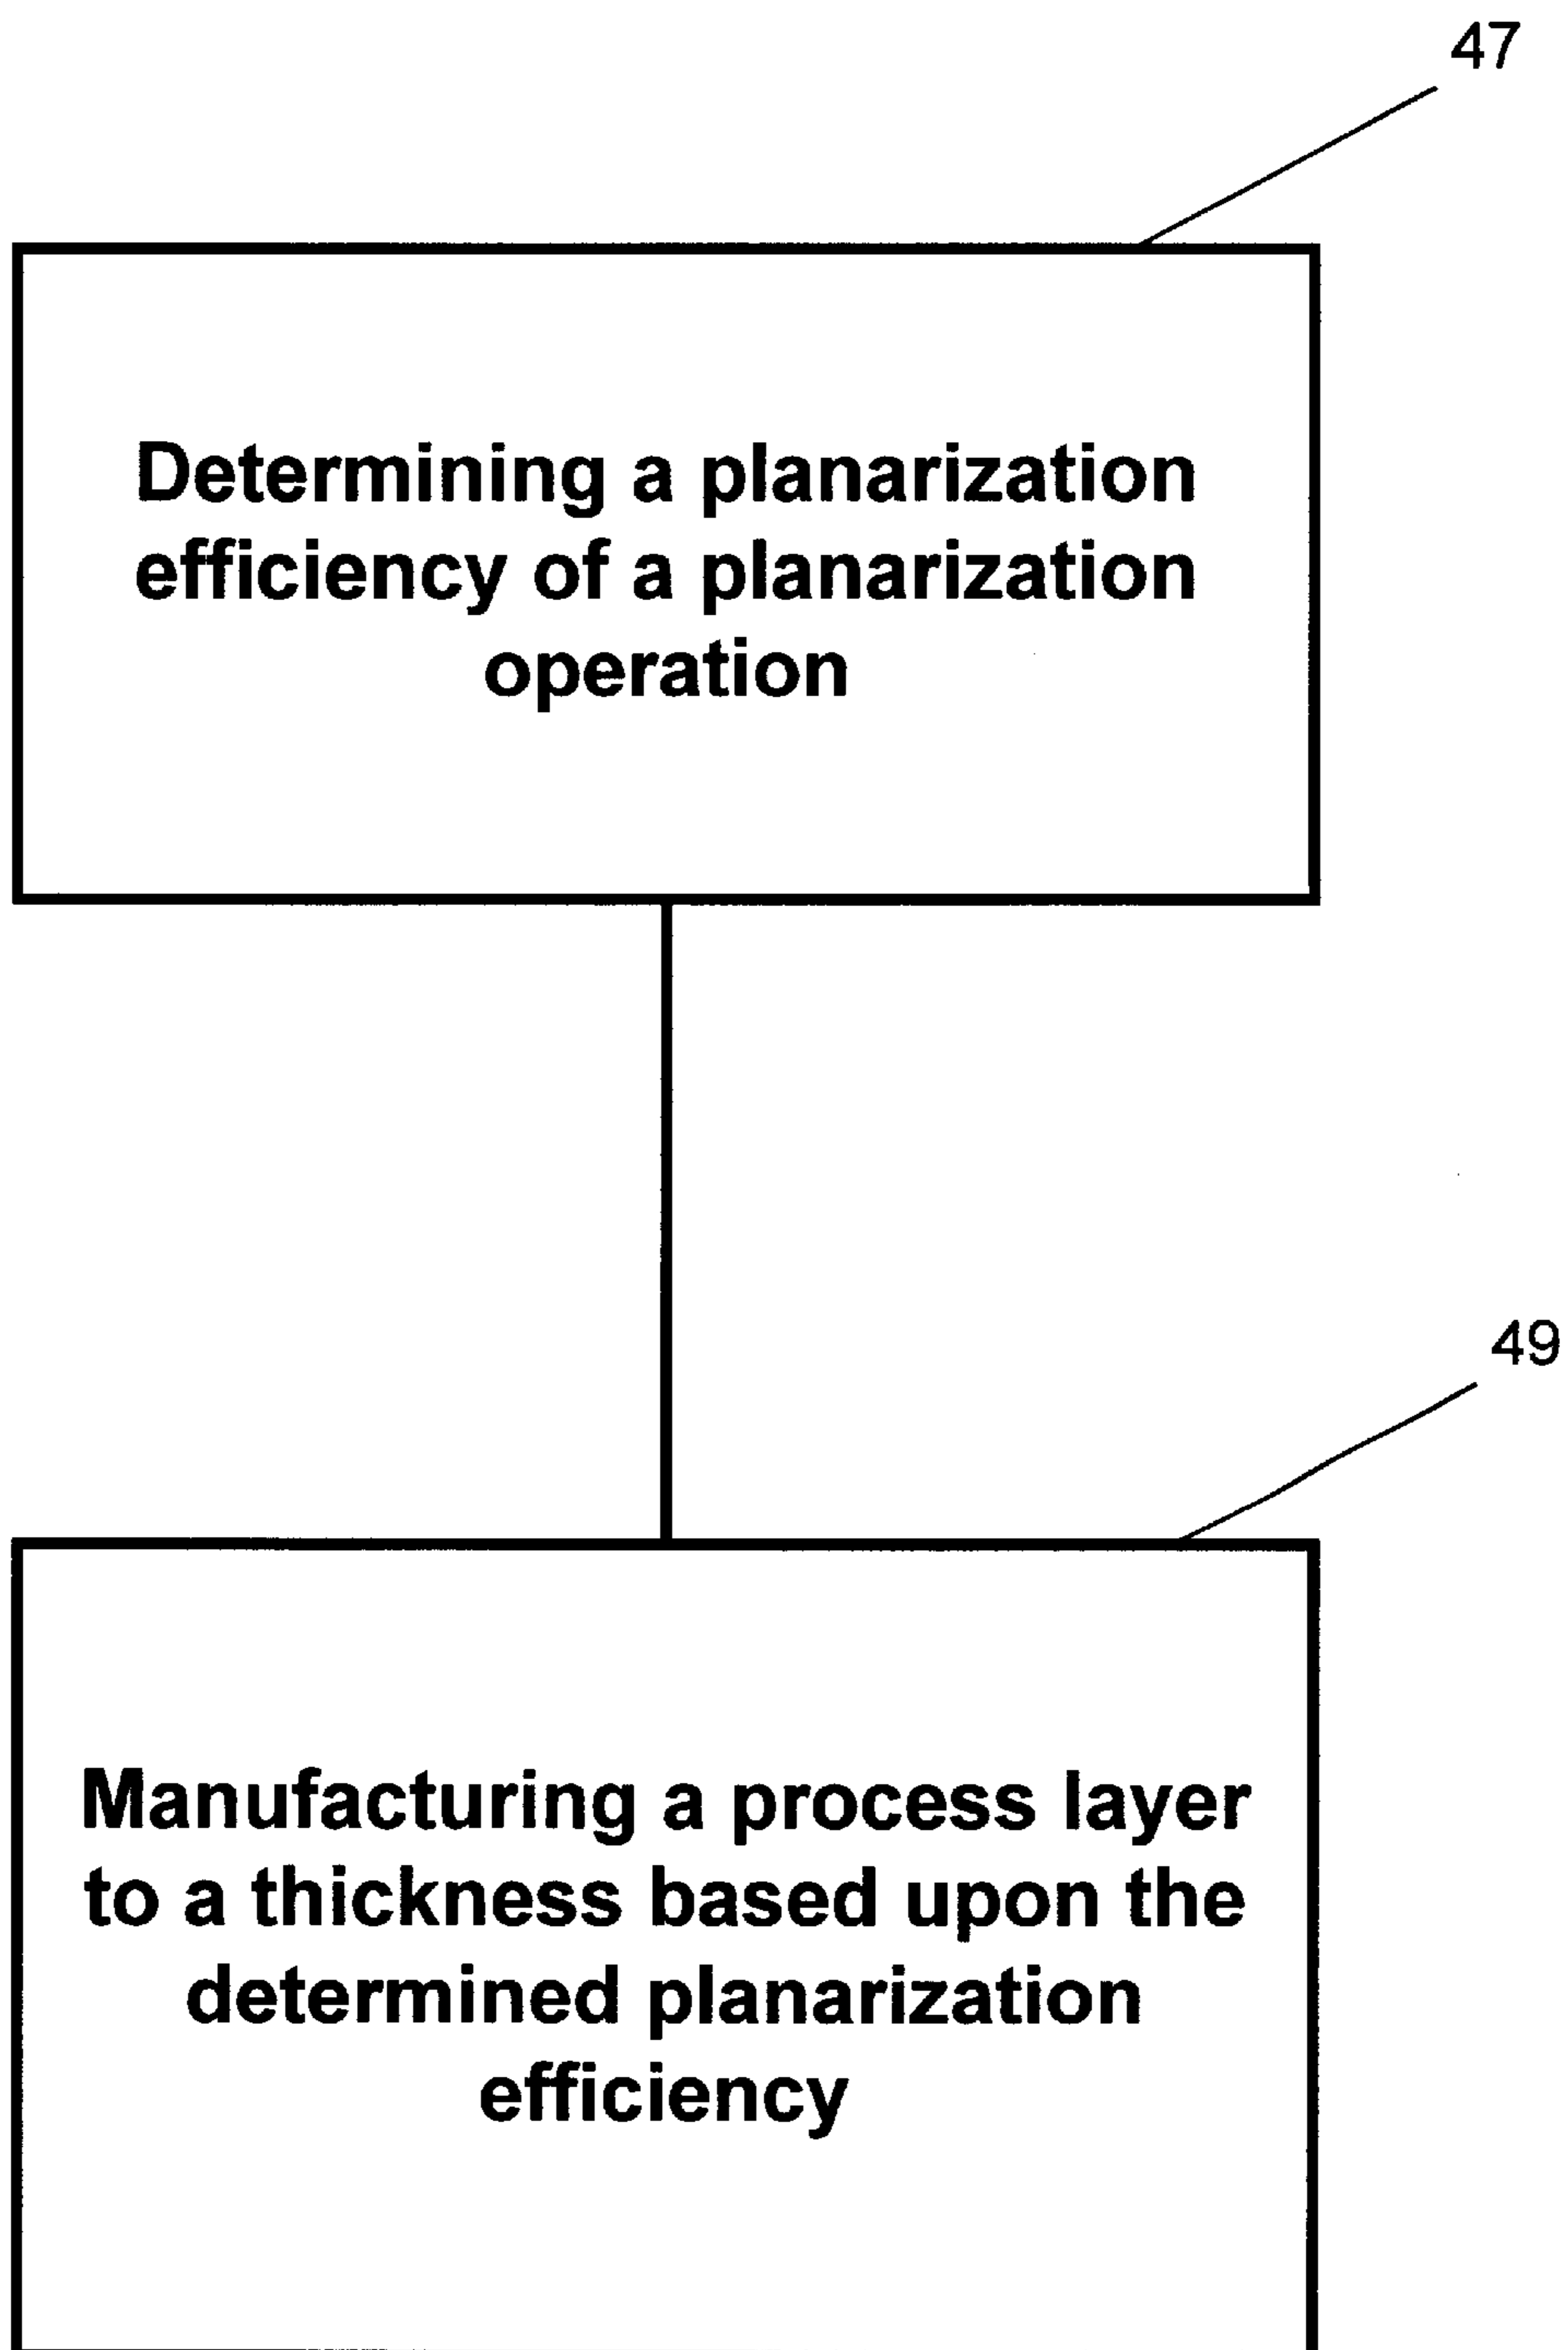 47
Determining a planarization
efficiency of a planarization
operation
49
Manufacturing a process layer
to a thickness based upon the
determined planarization
efficiency